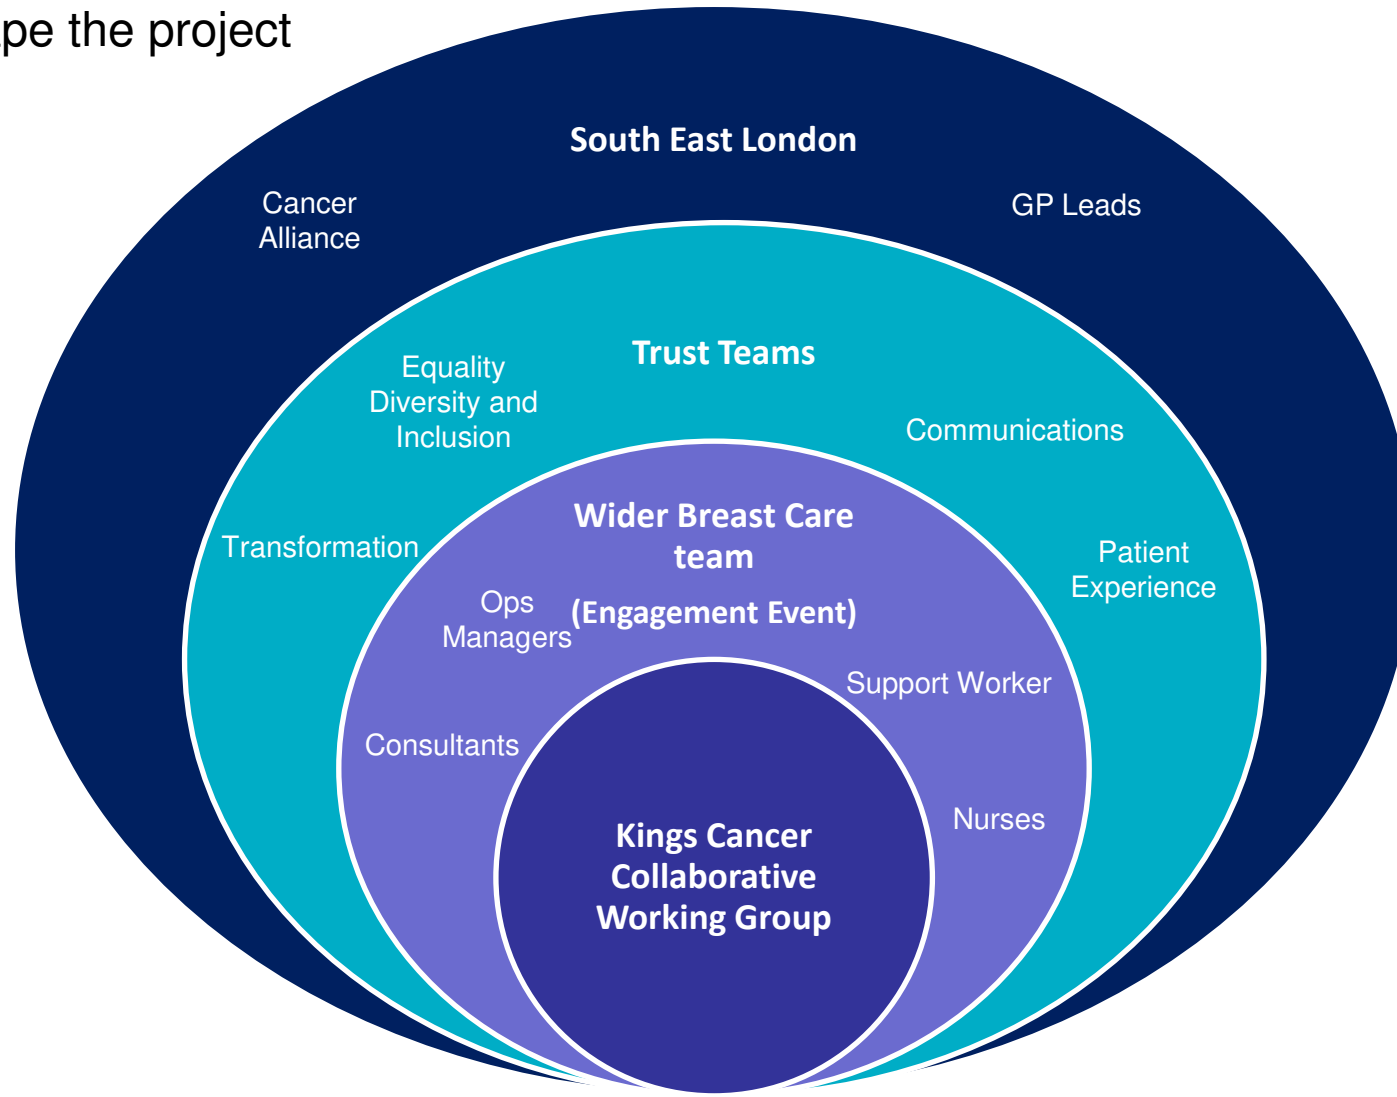 the project
South East London
Cancer
Alliance
GP Leads
Trust Teams
Equality
Diversity and
Inclusion
Communications
Transformation
Patient
Experience
Wider Breast Care
team
(Engagement Event)
Ops
Managers
Support Worker
Consultants
Nurses
Kings Cancer
Collaborative
Working Group